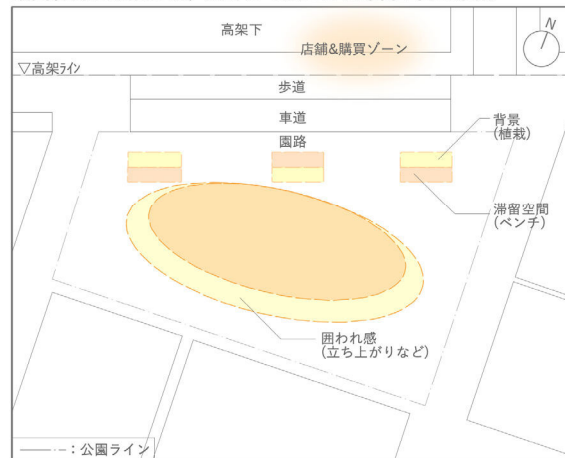 高架下
N
店舗&購買ゾーン
▽高架ライン
歩道
車道
園路
背景
(植栽)
滞留空間
(ベンチ)
囲われ感
(立ち上がりなど)
：公園ライン